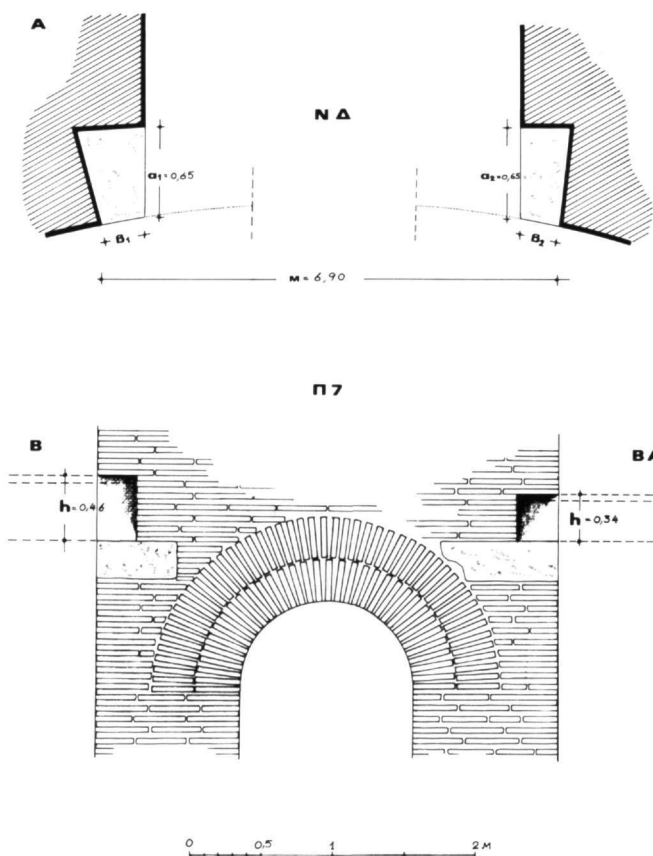 Α
Ν Δ
α1=0,65
α2=0,65
Β1
Β2
Μ = 6,90
Π 7
Β
ΒΔ
h=0,46
h=0,34
0 0,5 1 2 Μ